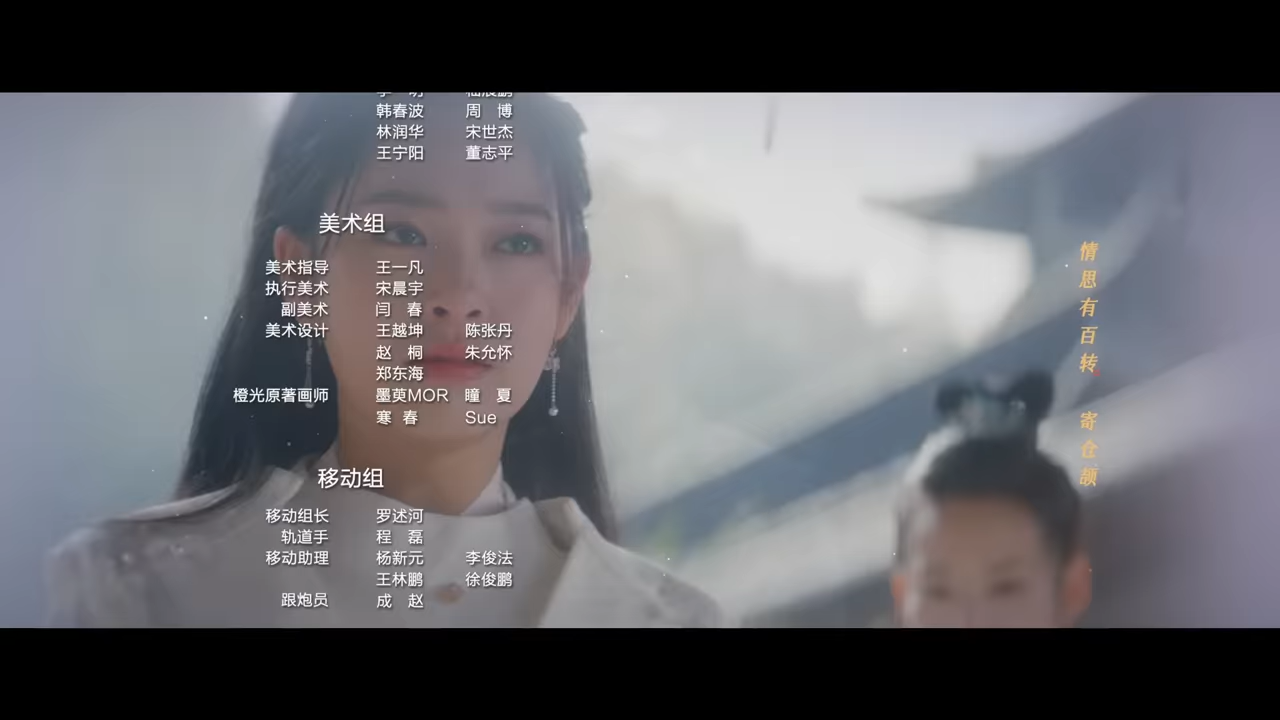 韩春波 周 博
林润华 宋世杰
王宁阳 董志平
美术组
美术指导 王一凡
执行美术 宋晨宇
副美术 闫 春
美术设计 王越坤 陈张丹
赵 桐 朱允怀
郑东海
橙光原著画师 墨萸MOR 瞳 夏
寒 春 Sue
移动组
移动组长 罗述河
轨道手 程 磊
移动助理 杨新元 李俊法
王林鹏 徐俊鹏
跟炮员 成 赵
情思有百转 寄仓颉